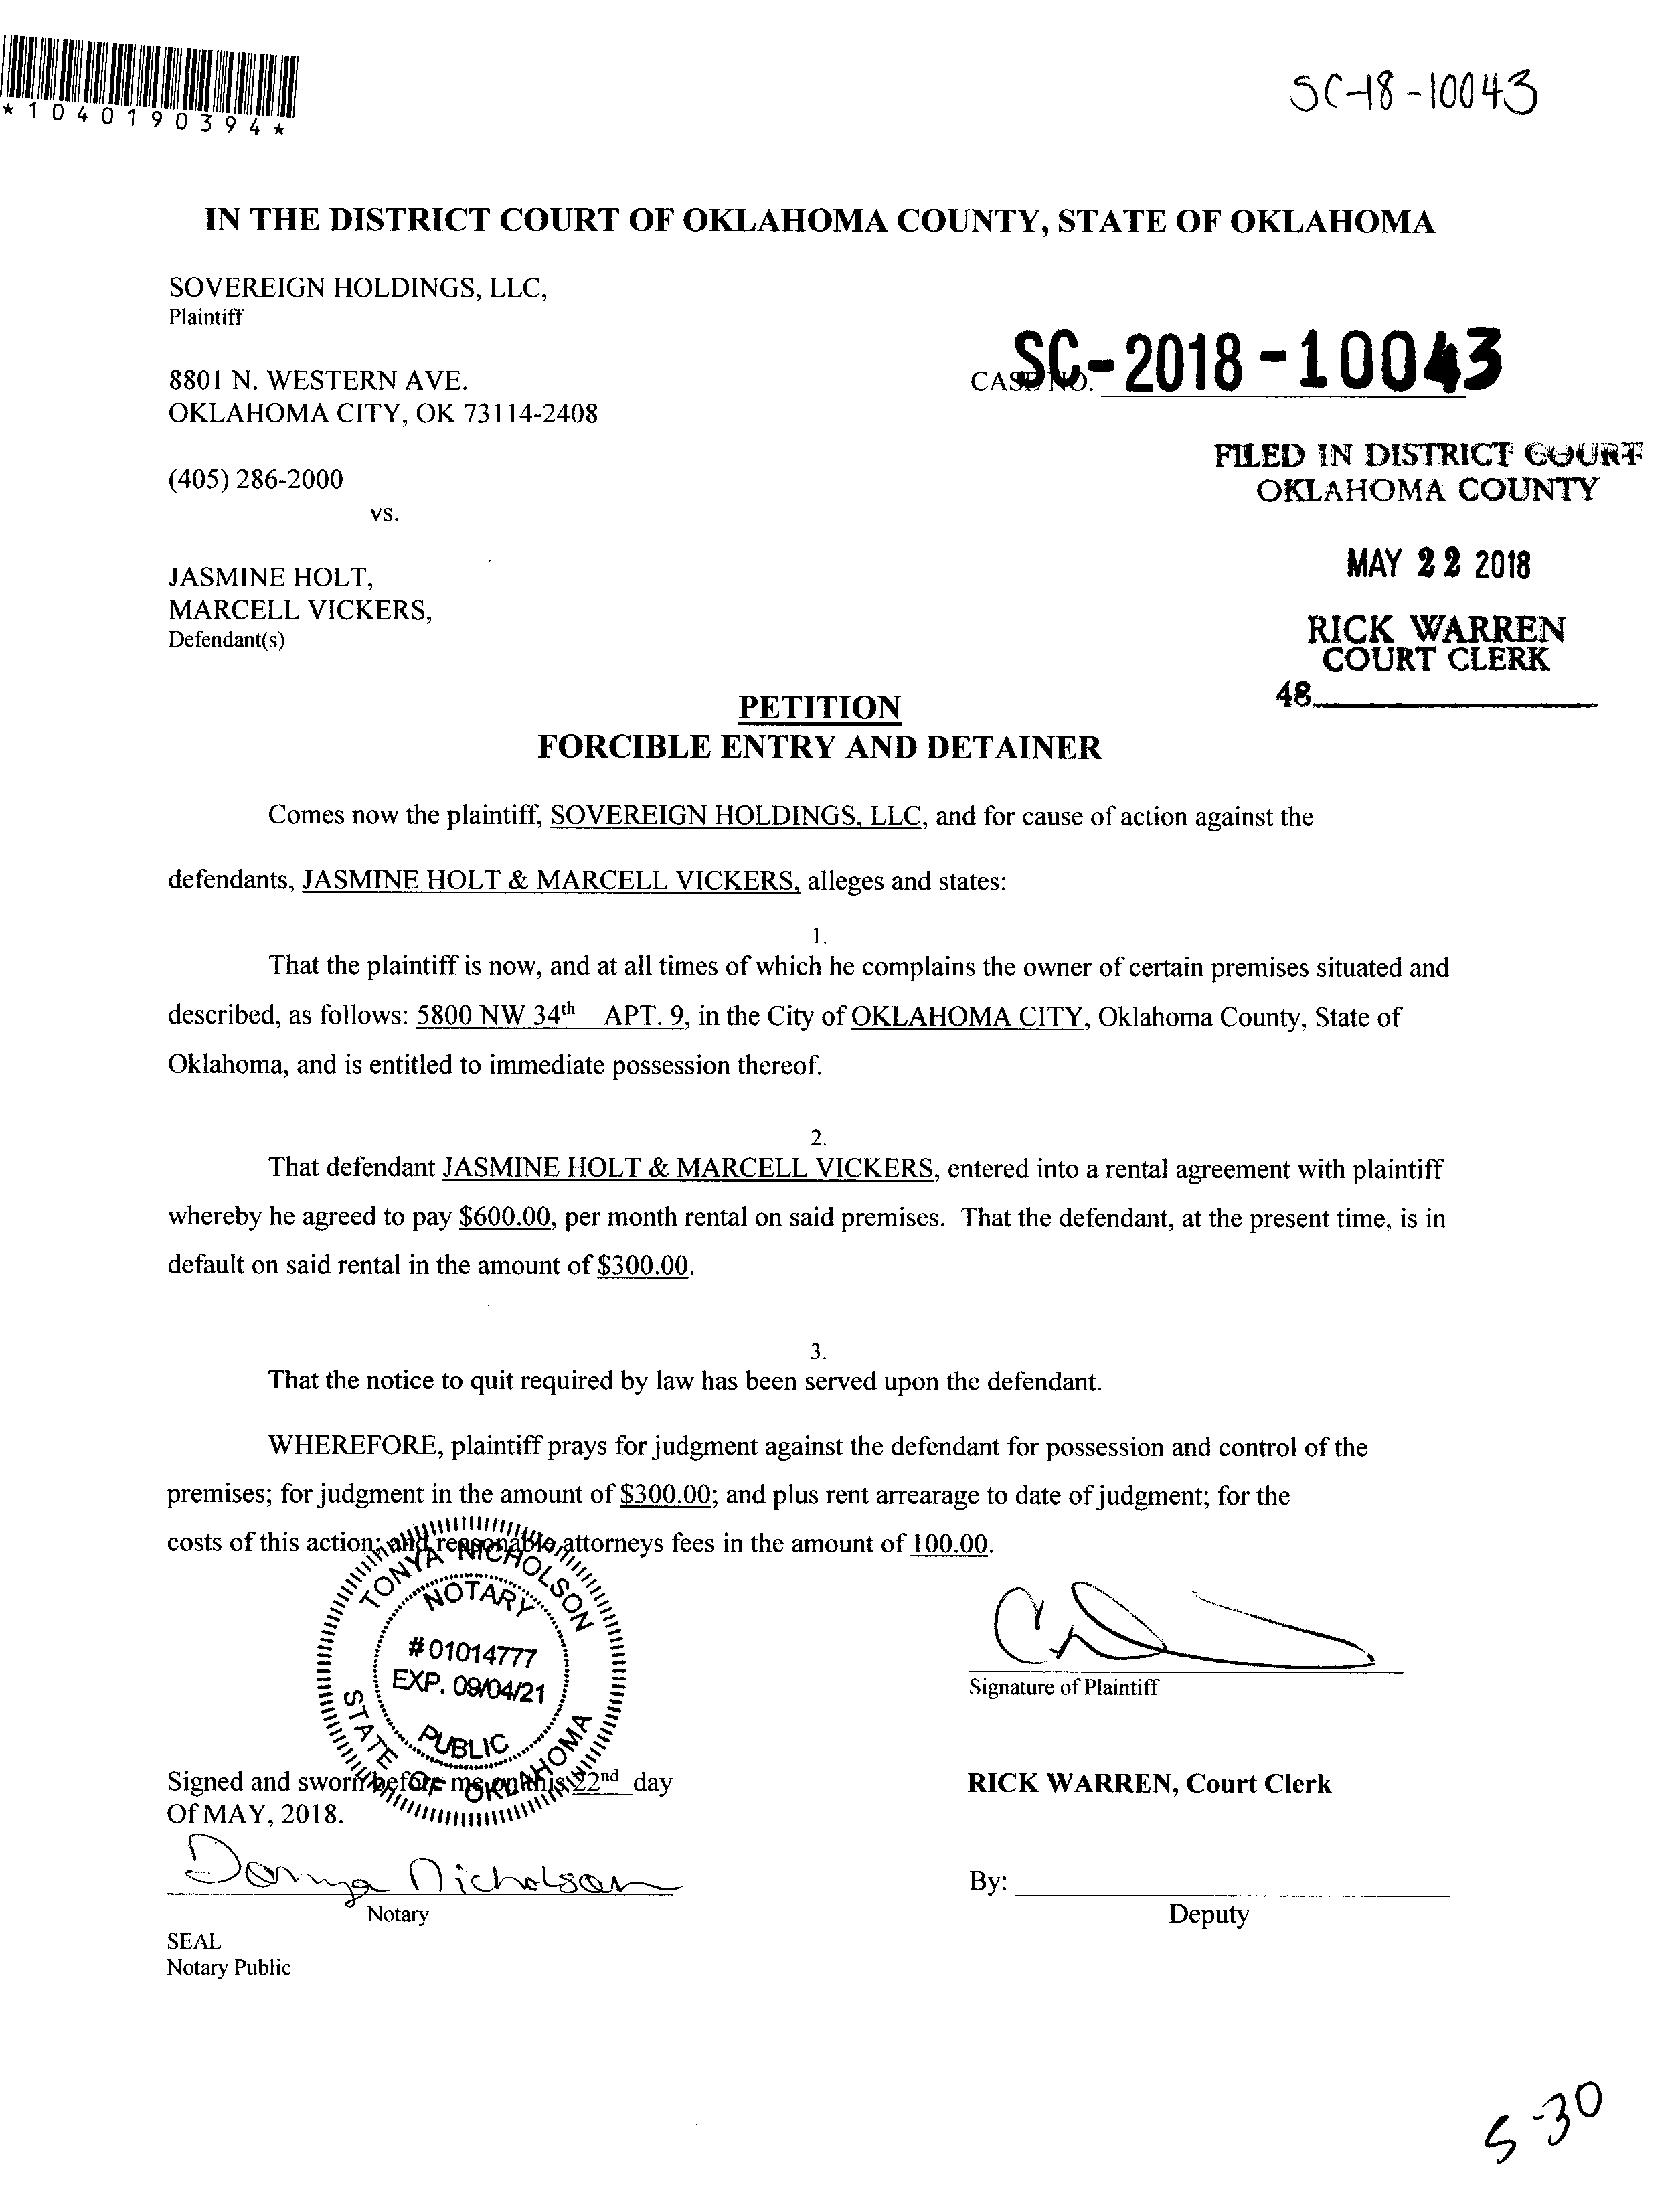 *1040190394*
SC-18-10043
IN THE DISTRICT COURT OF OKLAHOMA COUNTY, STATE OF OKLAHOMA
SOVEREIGN HOLDINGS, LLC,
Plaintiff
8801 N. WESTERN AVE.
OKLAHOMA CITY, OK 73114-2408
CASE NO. SC-2018-10043
FILED IN DISTRICT COURT
OKLAHOMA COUNTY
(405) 286-2000
vs.
MAY 22 2018
JASMINE HOLT,
MARCELL VICKERS,
Defendant(s)
RICK WARREN
COURT CLERK
48
PETITION
FORCIBLE ENTRY AND DETAINER
Comes now the plaintiff, SOVEREIGN HOLDINGS, LLC, and for cause of action against the
defendants, JASMINE HOLT & MARCELL VICKERS, alleges and states:
1.
That the plaintiff is now, and at all times of which he complains the owner of certain premises situated and
described, as follows: 5800 NW 34th APT. 9, in the City of OKLAHOMA CITY, Oklahoma County, State of
Oklahoma, and is entitled to immediate possession thereof.
2.
That defendant JASMINE HOLT & MARCELL VICKERS, entered into a rental agreement with plaintiff
whereby he agreed to pay $600.00, per month rental on said premises. That the defendant, at the present time, is in
default on said rental in the amount of $300.00.
3.
That the notice to quit required by law has been served upon the defendant.
WHEREFORE, plaintiff prays for judgment against the defendant for possession and control of the
premises; for judgment in the amount of $300.00; and plus rent arrearage to date of judgment; for the
costs of this action; and reasonable attorneys fees in the amount of 100.00.
TONYA NICHOLSON
NOTARY
#01014777
EXP. 09/04/21
PUBLIC
STATE OF OKLAHOMA
Signature of Plaintiff
Signed and sworn before me on this 22nd day
Of MAY, 2018.
RICK WARREN, Court Clerk
Tonya Nicholson
Notary
By:
Deputy
SEAL
Notary Public
5-30